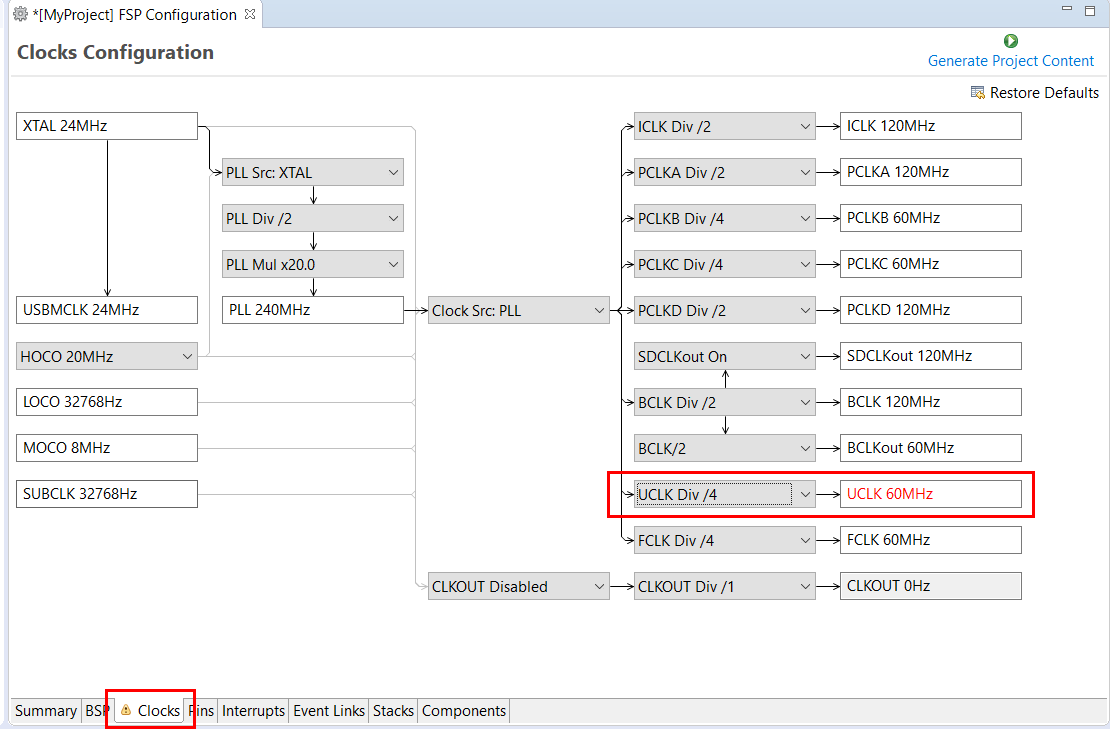 *[MyProject] FSP Configuration
Clocks Configuration
Generate Project Content
Restore Defaults
XTAL 24MHz
ICLK Div /2
ICLK 120MHz
PLL Src: XTAL
PCLKA Div /2
PCLKA 120MHz
PLL Div /2
PCLKB Div /4
PCLKB 60MHz
PLL Mul x20.0
PCLKC Div /4
PCLKC 60MHz
USBMCLK 24MHz
PLL 240MHz
Clock Src: PLL
PCLKD Div /2
PCLKD 120MHz
HOCO 20MHz
SDCLKout On
SDCLKout 120MHz
LOCO 32768Hz
BCLK Div /2
BCLK 120MHz
MOCO 8MHz
BCLK/2
BCLKout 60MHz
SUBCLK 32768Hz
UCLK Div /4
UCLK 60MHz
FCLK Div /4
FCLK 60MHz
CLKOUT Disabled
CLKOUT Div /1
CLKOUT 0Hz
Summary BSP Clocks Pins Interrupts Event Links Stacks Components